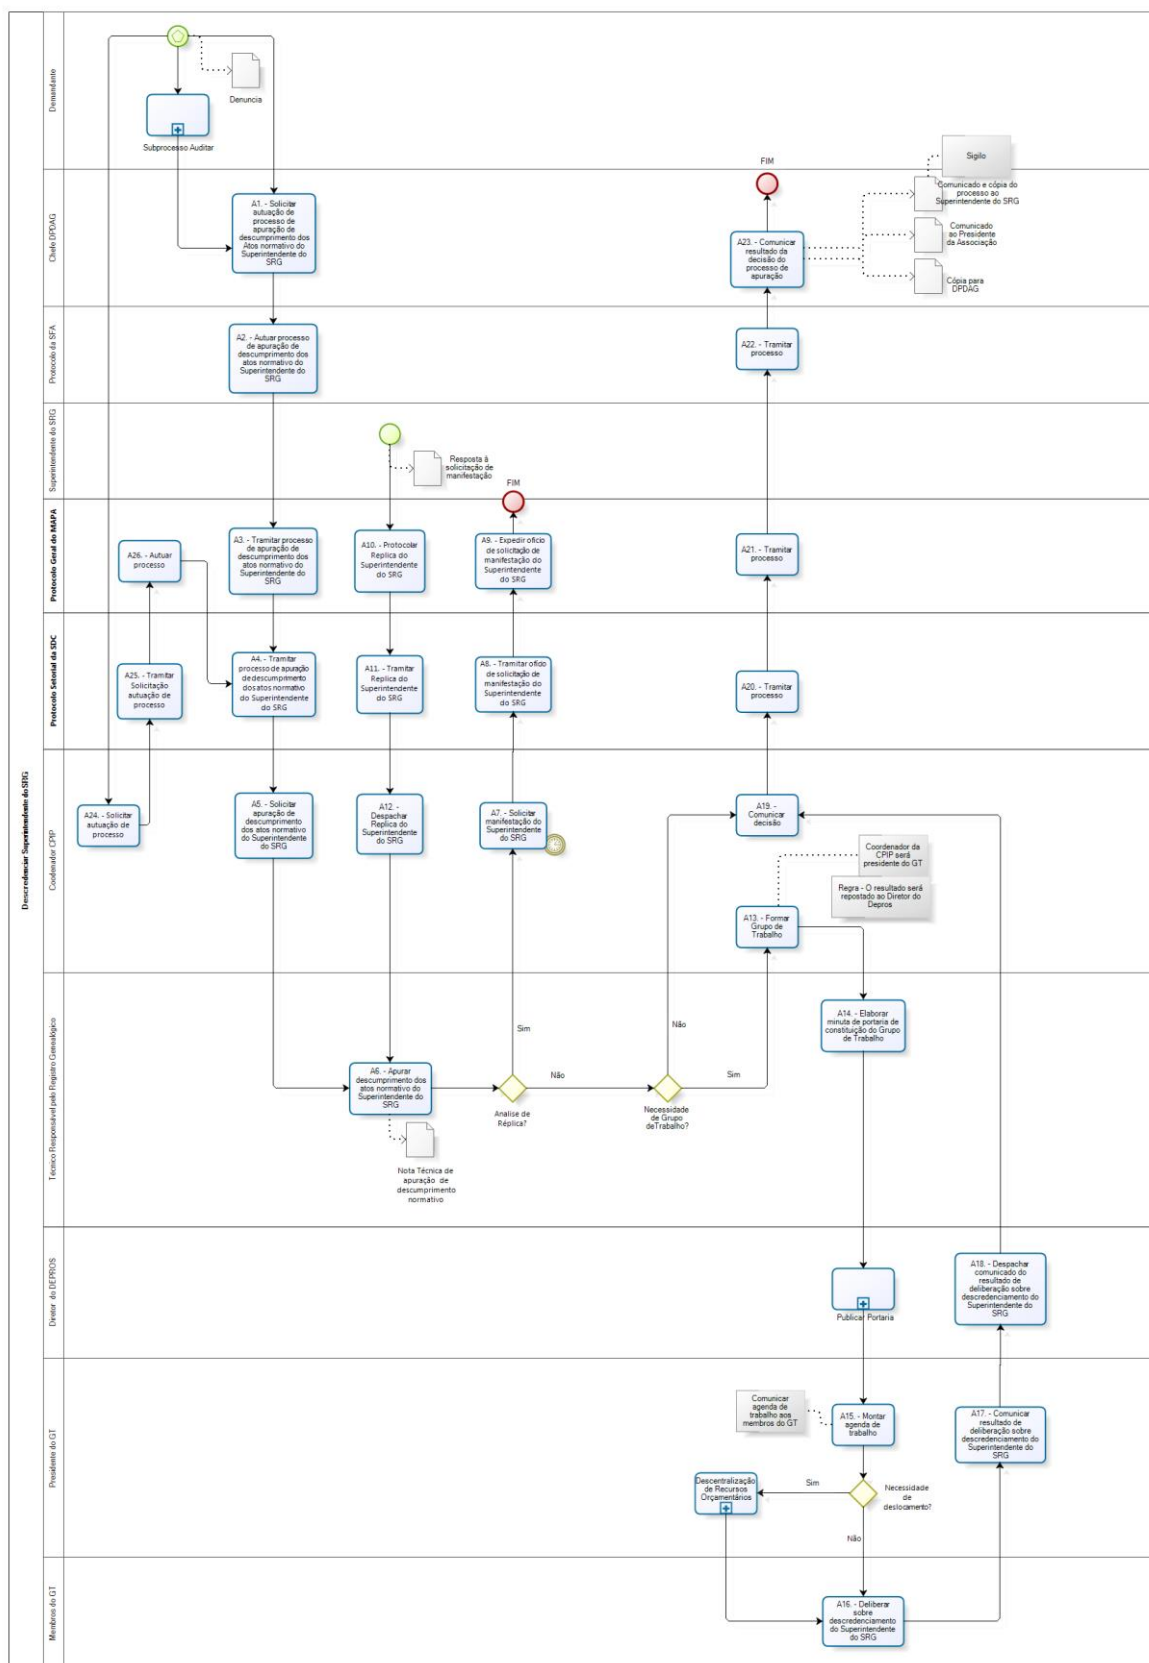 Descredenciar Superintendente do SRG
Demandante
Denuncia
Subprocesso Auditar
Chefe DPDAG
A1. - Solicitar
autuação de
processo de
apuração de
descumprimento dos
Atos normativo do
Superintendente do
SRG
FIM
A23. - Comunicar
resultado da
decisão do
processo de
apuração
Sigilo
Comunicado e cópia do
processo ao
Superintendente do SRG
Comunicado
ao Presidente
da Associação
Cópia para
DPDAG
Protocolo da SFA
A2. - Autuar processo
de apuração de
descumprimento dos
atos normativo do
Superintendente do
SRG
A22. - Tramitar
processo
Superintendente do SRG
Resposta à
solicitação de
manifestação
FIM
Protocolo Geral do MAPA
A26. - Autuar
processo
A3. - Tramitar processo
de apuração de
descumprimento dos
atos normativo do
Superintendente do
SRG
A10. - Protocolar
Replica do
Superintendente
do SRG
A9. - Expedir ofício
de solicitação de
manifestação do
Superintendente
do SRG
A21. - Tramitar
processo
Protocolo Setorial da SDC
A25. - Tramitar
Solicitação
autuação de
processo
A4. - Tramitar
processo de apuração
de descumprimento
dos atos normativo
do Superintendente
do SRG
A11. - Tramitar
Replica do
Superintendente
do SRG
A8. - Tramitar ofício
de solicitação de
manifestação do
Superintendente
do SRG
A20. - Tramitar
processo
Coodenador CPIP
A24. - Solicitar
autuação de
processo
A5. - Solicitar
apuração de
descumprimento
dos atos normativo
do Superintendente
do SRG
A12. -
Despachar
Replica do
Superintendente
do SRG
A7. - Solicitar
manifestação do
Superintendente
do SRG
A19. -
Comunicar
decisão
Coordenador da
CPIP será
presidente do GT
Regra - O resultado será
repostado ao Diretor do
Depros
A13. - Formar
Grupo de
Trabalho
Técnico Responsável pelo Registro Genealógico
A14. - Elaborar
minuta de portaria de
constituição do Grupo
de Trabalho
Sim
Não
A6. - Apurar
descumprimento dos
atos normativo do
Superintendente do
SRG
Não
Sim
Analise de
Réplica?
Necessidade
de Grupo
deTrabalho?
Nota Técnica de
apuração de
descumprimento
normativo
Diretor do DEPROS
Publicar Portaria
A18. - Despachar
comunicado do
resultado de
deliberação sobre
descredenciamento do
Superintendente do
SRG
Presidente do GT
Comunicar
agenda de
trabalho aos
membros do GT
A15. - Montar
agenda de
trabalho
A17. - Comunicar
resultado de
deliberação sobre
descredenciamento do
Superintendente do
SRG
Descentralização
de Recursos
Orçamentários
Sim
Necessidade
de
deslocamento?
Não
Membros do GT
A16. - Deliberar
sobre
descredenciamento
do Superintendente
do SRG